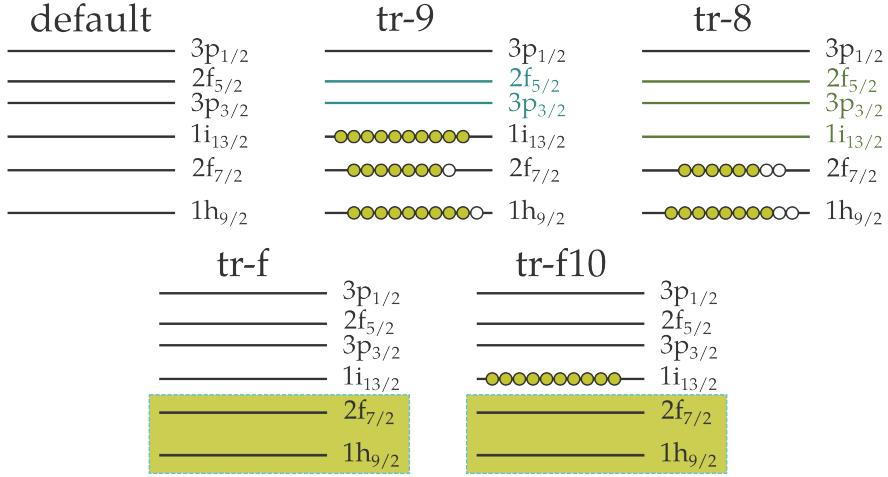 default
3p1/2
2f5/2
3p3/2
1i13/2
2f7/2
1h9/2
tr-9
3p1/2
2f5/2
3p3/2
1i13/2
2f7/2
1h9/2
tr-8
3p1/2
2f5/2
3p3/2
1i13/2
2f7/2
1h9/2
tr-f
3p1/2
2f5/2
3p3/2
1i13/2
2f7/2
1h9/2
tr-f10
3p1/2
2f5/2
3p3/2
1i13/2
2f7/2
1h9/2